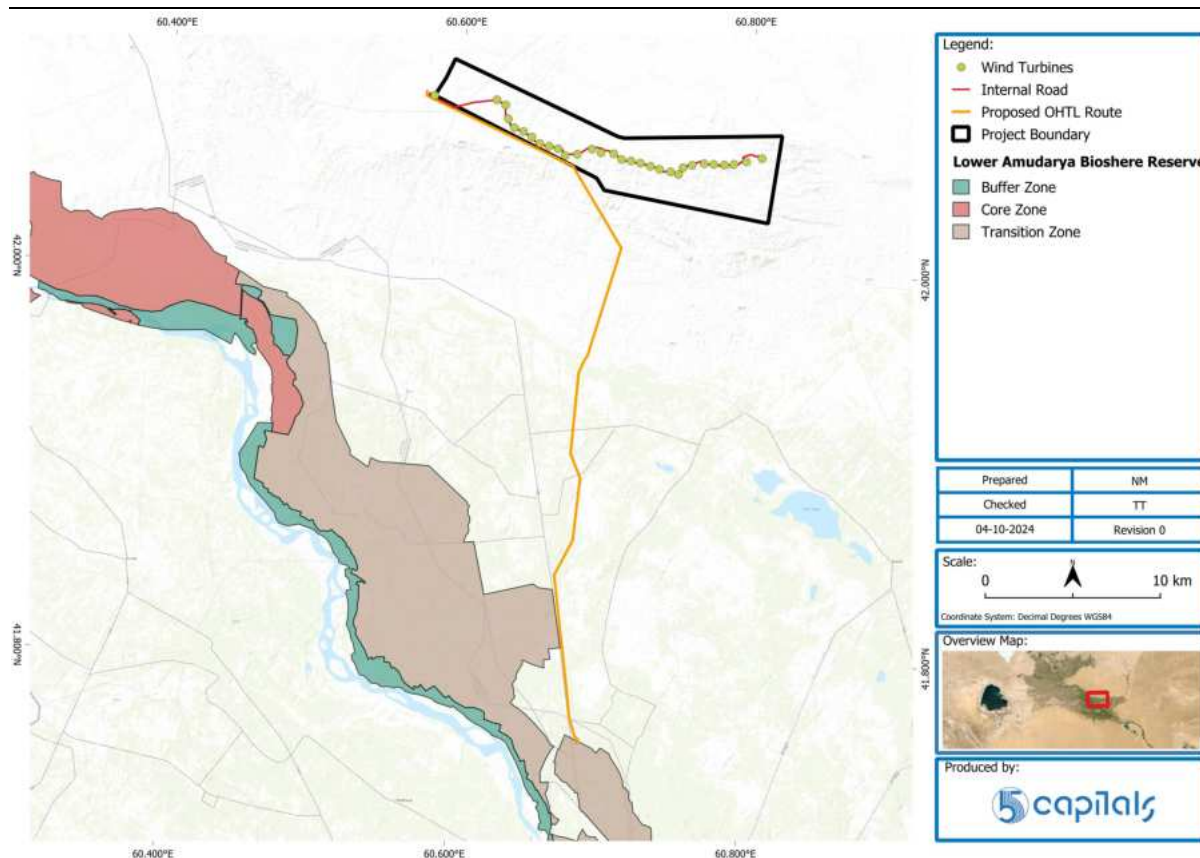 60.400°E
60.600°E
60.800°E
42.000°N
41.800°N
42.000°N
41.800°N
60.400°E
60.600°E
60.800°E
Legend:
Wind Turbines
Internal Road
Proposed OHTL Route
Project Boundary
Lower Amudarya Bioshere Reserve
Buffer Zone
Core Zone
Transition Zone
Prepared NM
Checked TT
04-10-2024 Revision 0
Scale:
N
0 10 km
Coordinate System: Decimal Degrees WGS84
Overview Map:
Produced by:
5 capitals